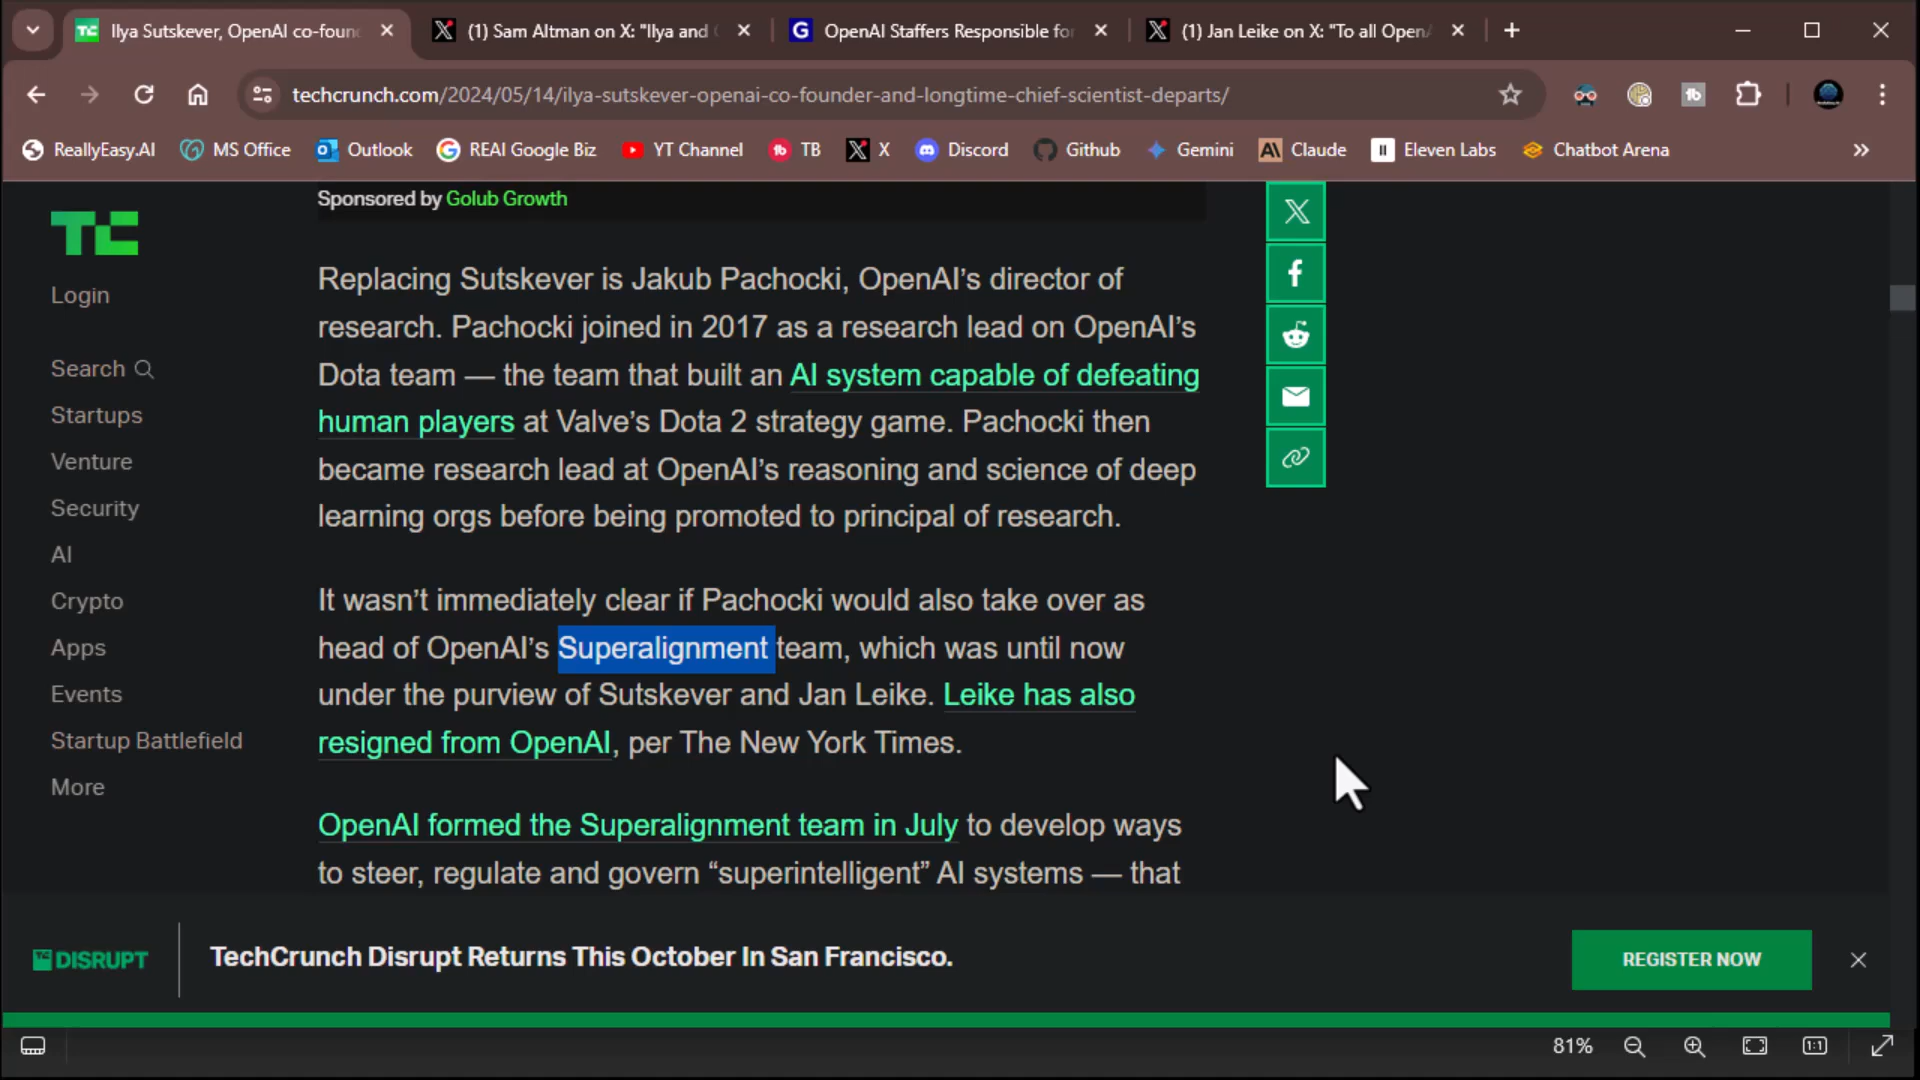 Ilya Sutskever, OpenAI co-foun
(1) Sam Altman on X: "Ilya and
OpenAI Staffers Responsible for
(1) Jan Leike on X: "To all OpenA
techcrunch.com/2024/05/14/ilya-sutskever-openai-co-founder-and-longtime-chief-scientist-departs/
ReallyEasy.AI
MS Office
Outlook
REAI Google Biz
YT Channel
TB
X
Discord
Github
Gemini
Claude
Eleven Labs
Chatbot Arena
Sponsored by Golub Growth
TC
Login
Search
Startups
Venture
Security
AI
Crypto
Apps
Events
Startup Battlefield
More
Replacing Sutskever is Jakub Pachocki, OpenAI’s director of
research. Pachocki joined in 2017 as a research lead on OpenAI’s
Dota team — the team that built an AI system capable of defeating
human players at Valve’s Dota 2 strategy game. Pachocki then
became research lead at OpenAI’s reasoning and science of deep
learning orgs before being promoted to principal of research.
It wasn’t immediately clear if Pachocki would also take over as
head of OpenAI’s Superalignment team, which was until now
under the purview of Sutskever and Jan Leike. Leike has also
resigned from OpenAI, per The New York Times.
OpenAI formed the Superalignment team in July to develop ways
to steer, regulate and govern “superintelligent” AI systems — that
TC DISRUPT
TechCrunch Disrupt Returns This October In San Francisco.
REGISTER NOW
81%
1:1